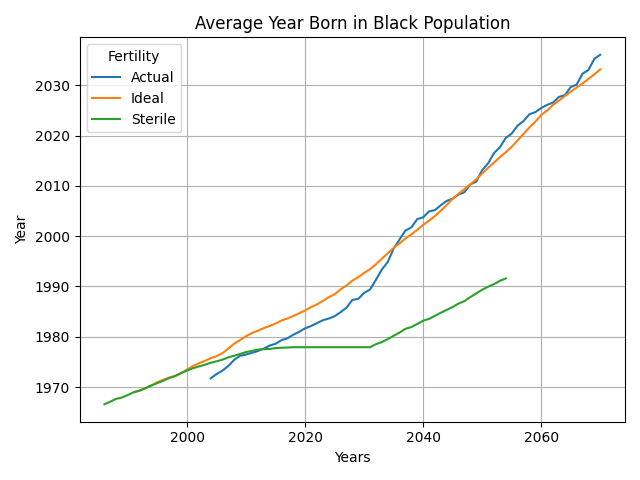 Average Year Born in Black Population
Fertility
Actual
Ideal
Sterile
Year
2030
2020
2010
2000
1990
1980
1970
2000
2020
2040
2060
Years